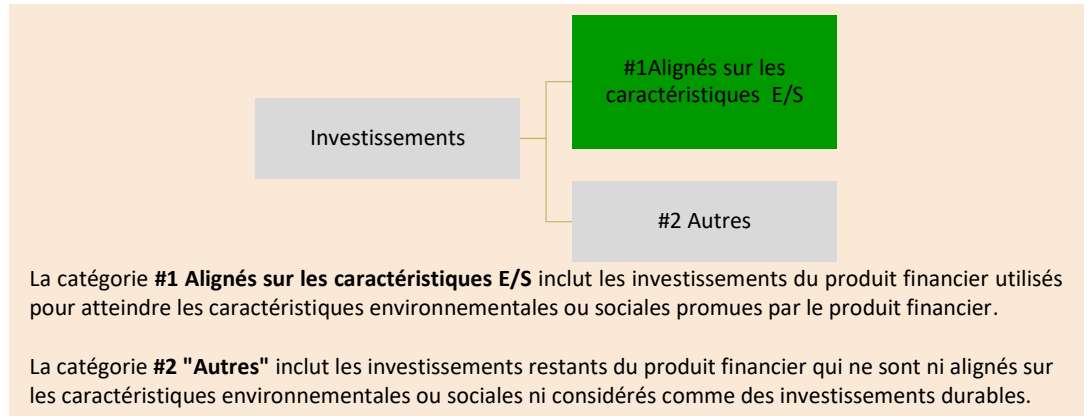 #1Alignés sur les
caractéristiques E/S
Investissements
#2 Autres
La catégorie #1 Alignés sur les caractéristiques E/S inclut les investissements du produit financier utilisés
pour atteindre les caractéristiques environnementales ou sociales promues par le produit financier.
La catégorie #2 "Autres" inclut les investissements restants du produit financier qui ne sont ni alignés sur
les caractéristiques environnementales ou sociales ni considérés comme des investissements durables.